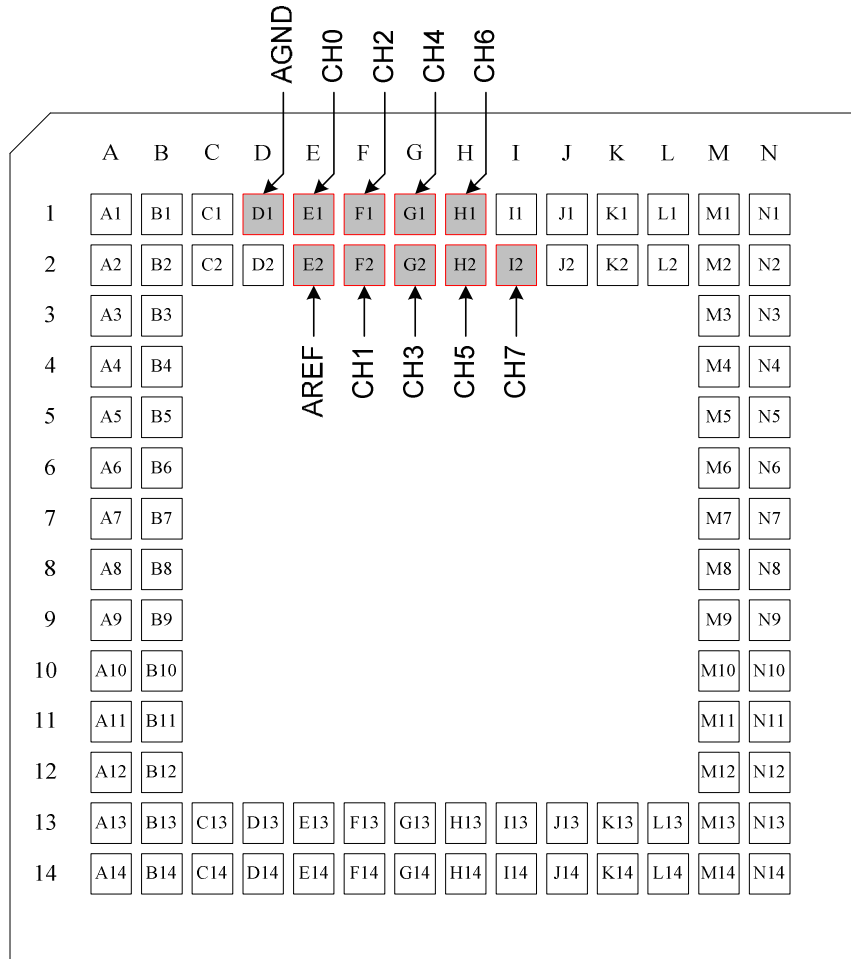 AGND CH0 CH2 CH4 CH6
A B C D E F G H I J K L M N
1 A1 B1 C1 D1 E1 F1 G1 H1 I1 J1 K1 L1 M1 N1
2 A2 B2 C2 D2 E2 F2 G2 H2 I2 J2 K2 L2 M2 N2
3 A3 B3 M3 N3
AREF CH1 CH3 CH5 CH7
4 A4 B4 M4 N4
5 A5 B5 M5 N5
6 A6 B6 M6 N6
7 A7 B7 M7 N7
8 A8 B8 M8 N8
9 A9 B9 M9 N9
10 A10 B10 M10 N10
11 A11 B11 M11 N11
12 A12 B12 M12 N12
13 A13 B13 C13 D13 E13 F13 G13 H13 I13 J13 K13 L13 M13 N13
14 A14 B14 C14 D14 E14 F14 G14 H14 I14 J14 K14 L14 M14 N14